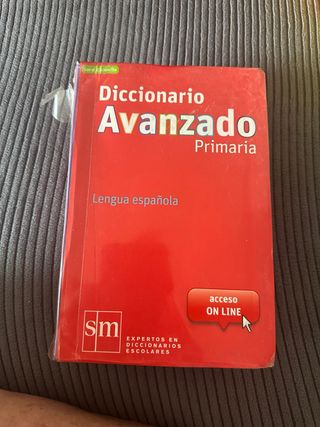 Diccionario
Avanzado
Primaria
Lengua española
acceso
ON LINE
sm
EXPERTOS EN
DICCIONARIOS
ESCOLARES